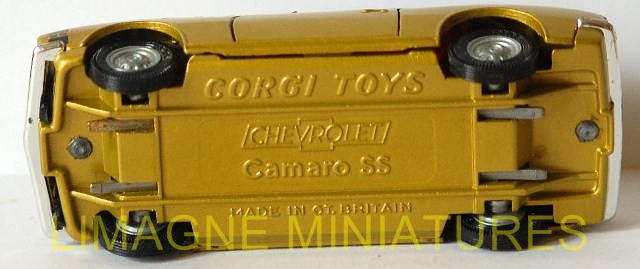 CORGI TOYS
CHEVROLET
Camaro SS
MADE IN GT. BRITAIN
LIMAGNE MINIATURES